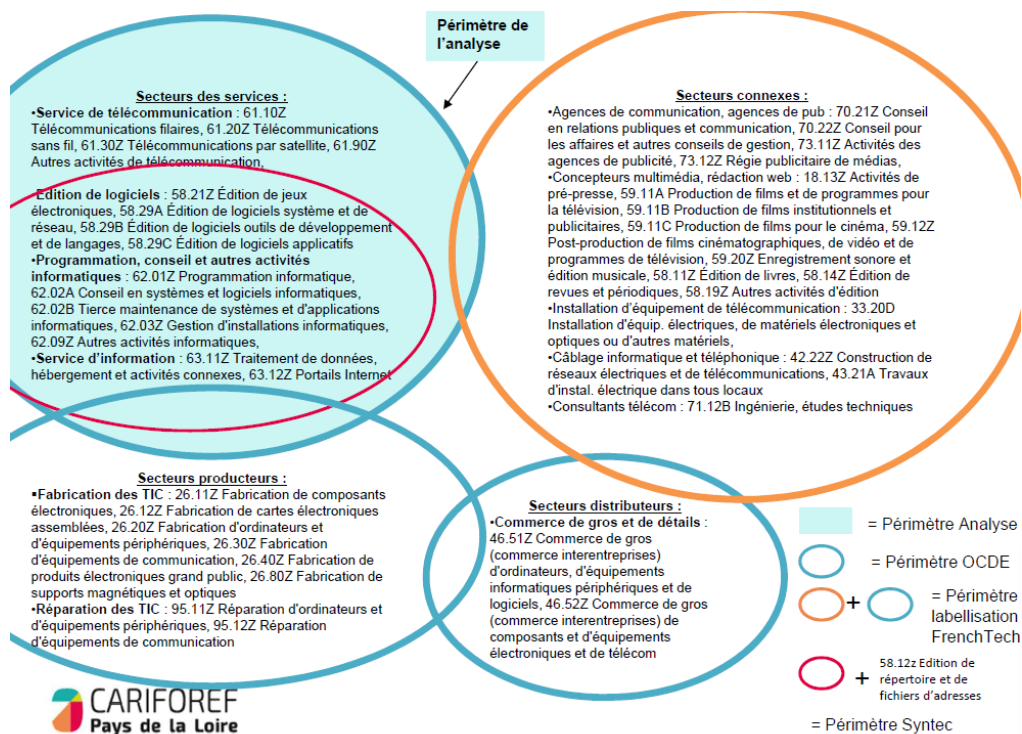 Périmètre de
l'analyse
Secteurs des services :
•Service de télécommunication : 61.10Z
Télécommunications filaires, 61.20Z Télécommunications
sans fil, 61.30Z Télécommunications par satellite, 61.90Z
Autres activités de télécommunication,
•Edition de logiciels : 58.21Z Édition de jeux
électroniques, 58.29A Édition de logiciels système et de
réseau, 58.29B Édition de logiciels outils de développement
et de langages, 58.29C Édition de logiciels applicatifs
•Programmation, conseil et autres activités
informatiques : 62.01Z Programmation informatique,
62.02A Conseil en systèmes et logiciels informatiques,
62.02B Tierce maintenance de systèmes et d'applications
informatiques, 62.03Z Gestion d'installations informatiques,
62.09Z Autres activités informatiques,
•Service d'information : 63.11Z Traitement de données,
hébergement et activités connexes, 63.12Z Portails Internet
Secteurs connexes :
•Agences de communication, agences de pub : 70.21Z Conseil
en relations publiques et communication, 70.22Z Conseil pour
les affaires et autres conseils de gestion, 73.11Z Activités des
agences de publicité, 73.12Z Régie publicitaire de médias,
•Concepteurs multimédia, rédaction web : 18.13Z Activités de
pré-presse, 59.11A Production de films et de programmes pour
la télévision, 59.11B Production de films institutionnels et
publicitaires, 59.11C Production de films pour le cinéma, 59.12Z
Post-production de films cinématographiques, de vidéo et de
programmes de télévision, 59.20Z Enregistrement sonore et
édition musicale, 58.11Z Édition de livres, 58.14Z Édition de
revues et périodiques, 58.19Z Autres activités d'édition
•Installation d'équipement de télécommunication : 33.20D
Installation d'équip. électriques, de matériels électroniques et
optiques ou d'autres matériels,
•Câblage informatique et téléphonique : 42.22Z Construction de
réseaux électriques et de télécommunications, 43.21A Travaux
d'instal. électrique dans tous locaux
•Consultants télécom : 71.12B Ingénierie, études techniques
Secteurs producteurs :
▪Fabrication des TIC : 26.11Z Fabrication de composants
électroniques, 26.12Z Fabrication de cartes électroniques
assemblées, 26.20Z Fabrication d'ordinateurs et
d'équipements périphériques, 26.30Z Fabrication
d'équipements de communication, 26.40Z Fabrication de
produits électroniques grand public, 26.80Z Fabrication de
supports magnétiques et optiques
•Réparation des TIC : 95.11Z Réparation d'ordinateurs et
d'équipements périphériques, 95.12Z Réparation
d'équipements de communication
Secteurs distributeurs :
•Commerce de gros et de détails :
46.51Z Commerce de gros
(commerce interentreprises)
d'ordinateurs, d'équipements
informatiques périphériques et de
logiciels, 46.52Z Commerce de gros
(commerce interentreprises) de
composants et d'équipements
électroniques et de télécom
= Périmètre Analyse
= Périmètre OCDE
+ = Périmètre
labellisation
FrenchTech
+ 58.12z Edition de
répertoire et de
fichiers d'adresses
= Périmètre Syntec
CARIFOREF
Pays de la Loire